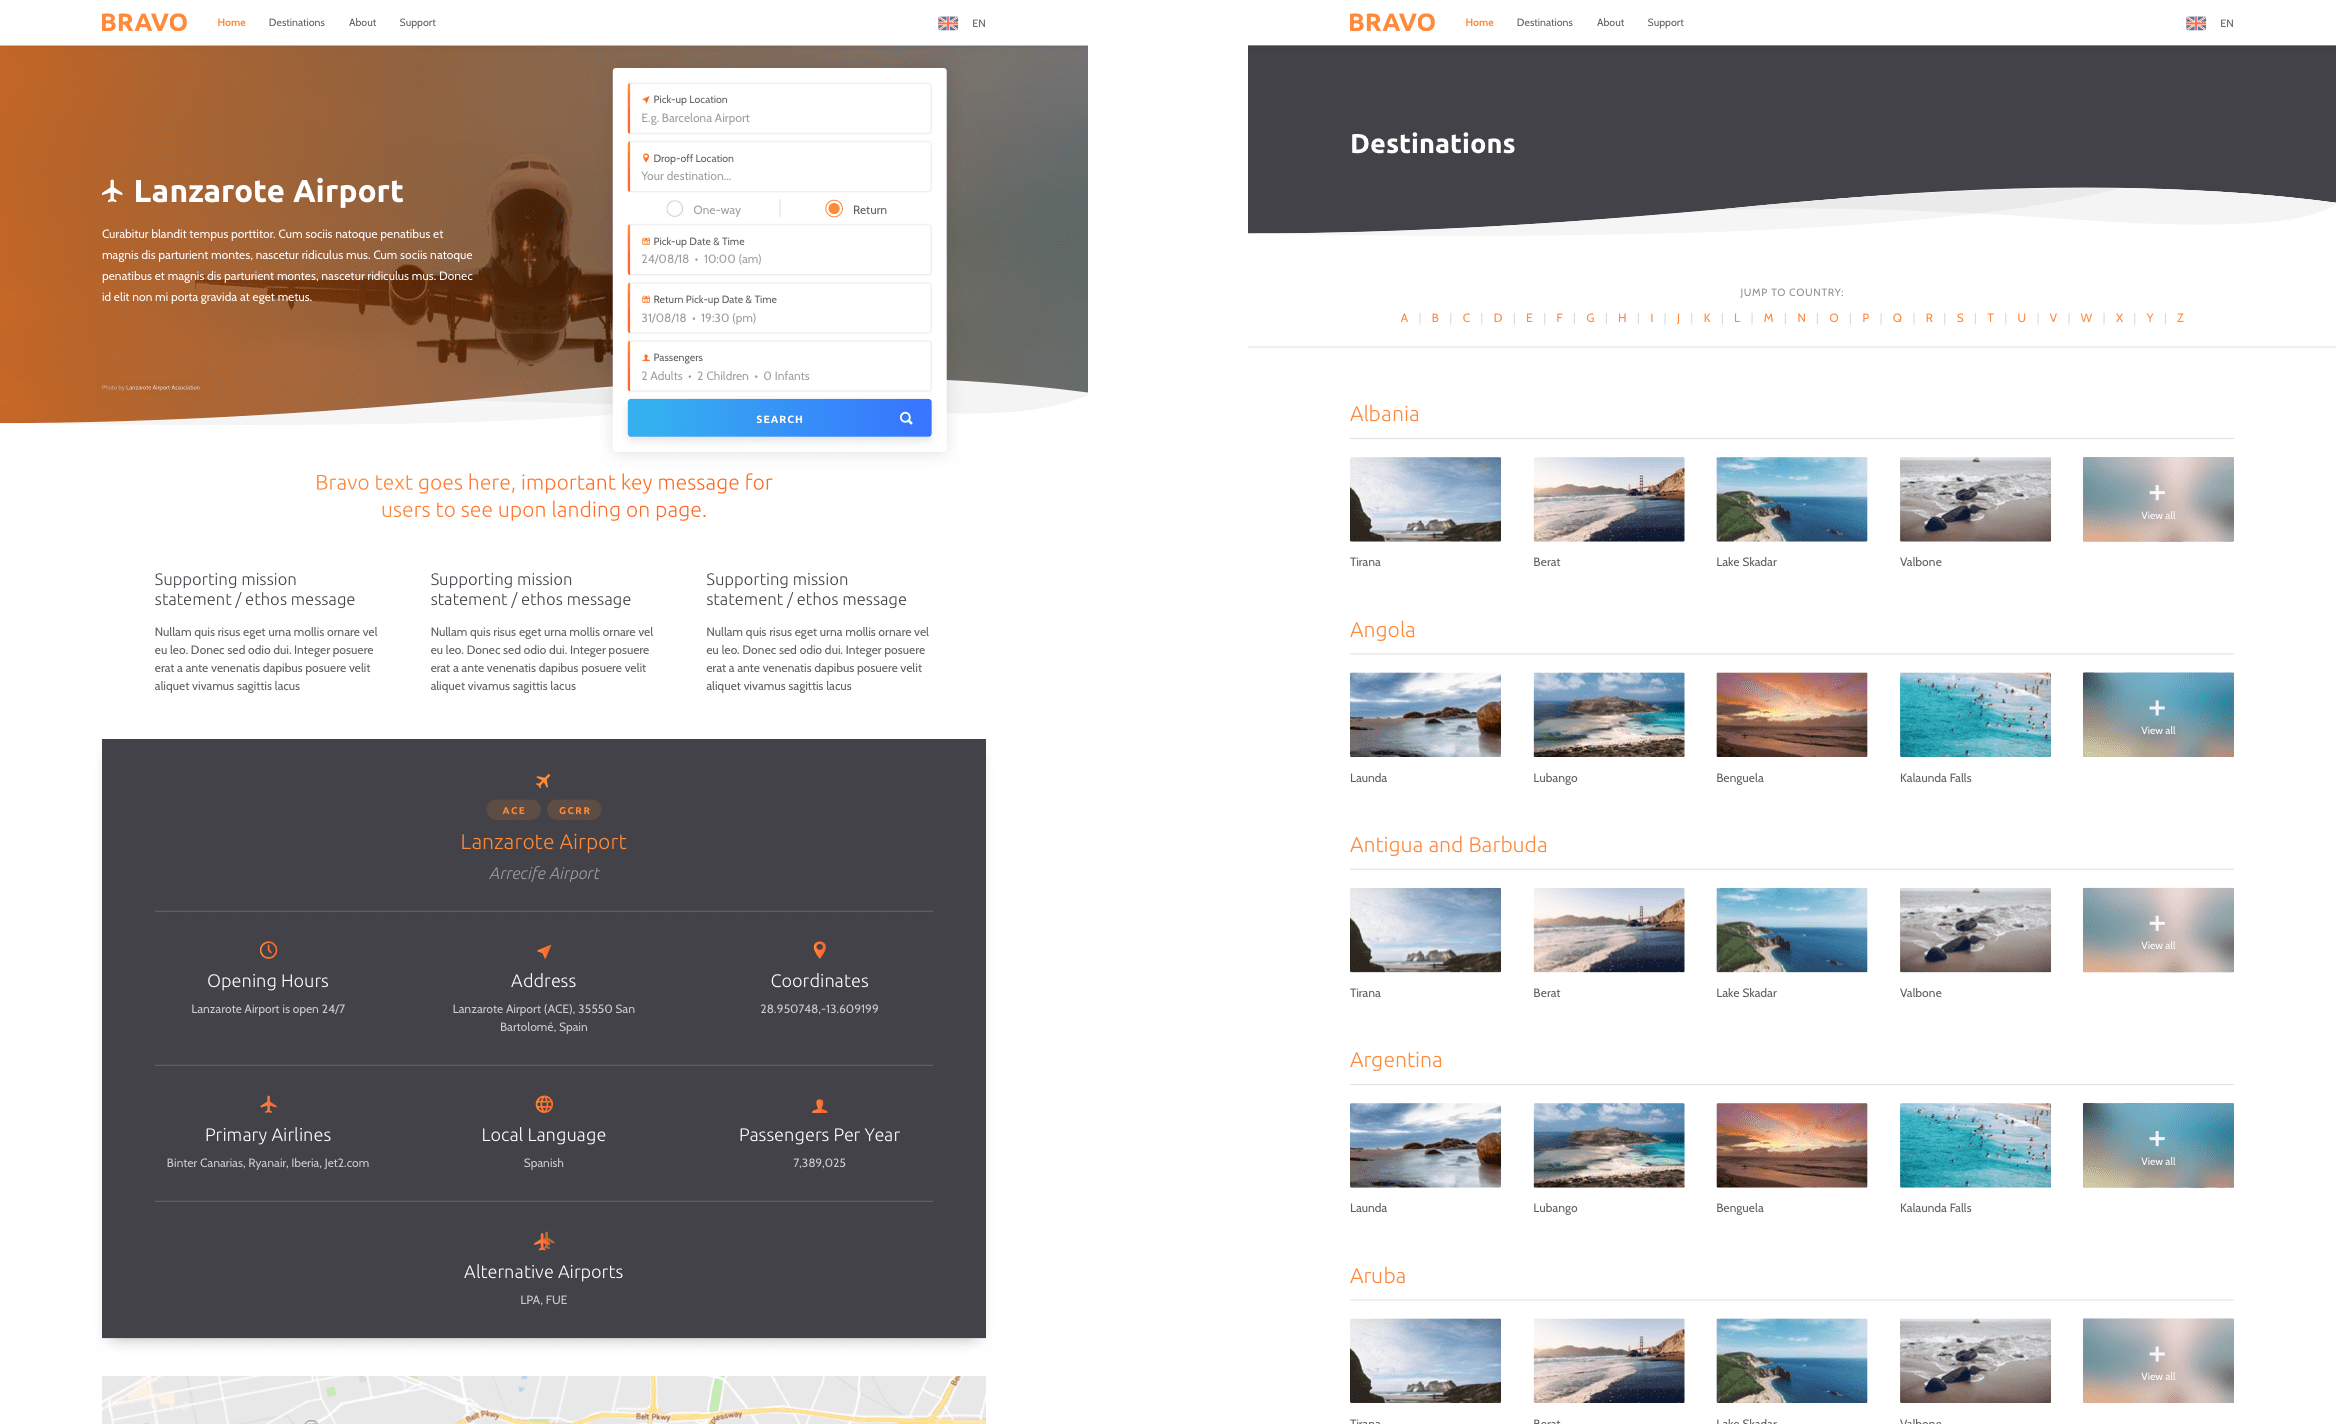 BRAVO
Home Destinations About Support
EN
Lanzarote Airport
Curabitur blandit tempus porttitor. Cum sociis natoque penatibus et
magnis dis parturient montes, nascetur ridiculus mus. Cum sociis natoque
penatibus et magnis dis parturient montes, nascetur ridiculus mus. Donec
id elit non mi porta gravida at eget metus.
Photo by Lanzarote Airport Association
Pick-up Location
E.g. Barcelona Airport
Drop-off Location
Your destination...
One-way Return
Pick-up Date & Time
24/08/18 • 10:00 (am)
Return Pick-up Date & Time
31/08/18 • 19:30 (pm)
Passengers
2 Adults • 2 Children • 0 Infants
SEARCH
Bravo text goes here, important key message for
users to see upon landing on page.
Supporting mission
statement / ethos message
Nullam quis risus eget urna mollis ornare vel
eu leo. Donec sed odio dui. Integer posuere
erat a ante venenatis dapibus posuere velit
aliquet vivamus sagittis lacus
Supporting mission
statement / ethos message
Nullam quis risus eget urna mollis ornare vel
eu leo. Donec sed odio dui. Integer posuere
erat a ante venenatis dapibus posuere velit
aliquet vivamus sagittis lacus
Supporting mission
statement / ethos message
Nullam quis risus eget urna mollis ornare vel
eu leo. Donec sed odio dui. Integer posuere
erat a ante venenatis dapibus posuere velit
aliquet vivamus sagittis lacus
ACE GCRR
Lanzarote Airport
Arrecife Airport
Opening Hours
Lanzarote Airport is open 24/7
Address
Lanzarote Airport (ACE), 35550 San
Bartolomé, Spain
Coordinates
28.950748,-13.609199
Primary Airlines
Binter Canarias, Ryanair, Iberia, Jet2.com
Local Language
Spanish
Passengers Per Year
7,389,025
Alternative Airports
LPA, FUE
Belt Pkwy
Belt Pkwy
BRAVO
Home Destinations About Support
EN
Destinations
JUMP TO COUNTRY:
A | B | C | D | E | F | G | H | I | J | K | L | M | N | O | P | Q | R | S | T | U | V | W | X | Y | Z
Albania
View all
Tirana Berat Lake Skadar Valbone
Angola
View all
Launda Lubango Benguela Kalaunda Falls
Antigua and Barbuda
View all
Tirana Berat Lake Skadar Valbone
Argentina
View all
Launda Lubango Benguela Kalaunda Falls
Aruba
View all
Tirana Berat Lake Skadar Valbone